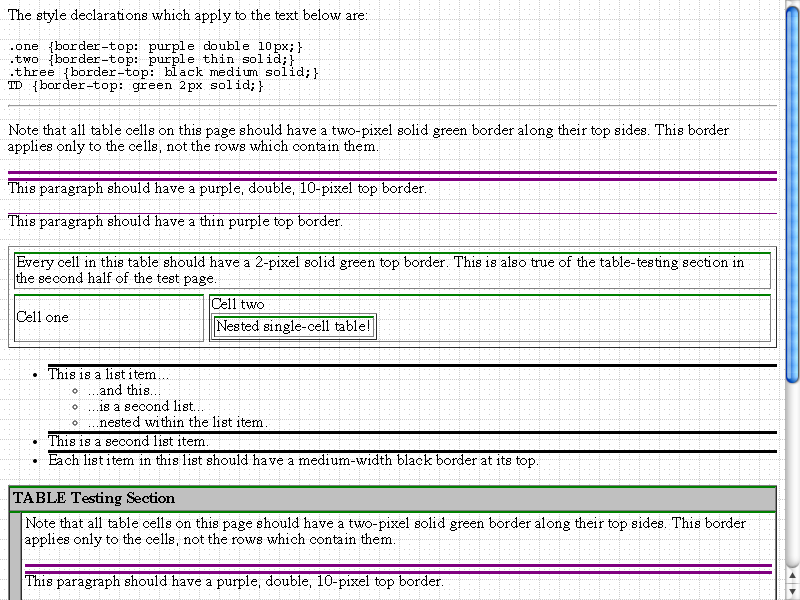 The style declarations which apply to the text below are:
.one {border-top: purple double 10px;}
.two {border-top: purple thin solid;}
.three {border-top: black medium solid;}
TD {border-top: green 2px solid;}
Note that all table cells on this page should have a two-pixel solid green border along their top sides. This border
applies only to the cells, not the rows which contain them.
This paragraph should have a purple, double, 10-pixel top border.
This paragraph should have a thin purple top border.
Every cell in this table should have a 2-pixel solid green top border. This is also true of the table-testing section in
the second half of the test page.
Cell one
Cell two
Nested single-cell table!
This is a list item...
...and this...
...is a second list...
...nested within the list item.
This is a second list item.
Each list item in this list should have a medium-width black border at its top.
TABLE Testing Section
Note that all table cells on this page should have a two-pixel solid green border along their top sides. This border
applies only to the cells, not the rows which contain them.
This paragraph should have a purple, double, 10-pixel top border.